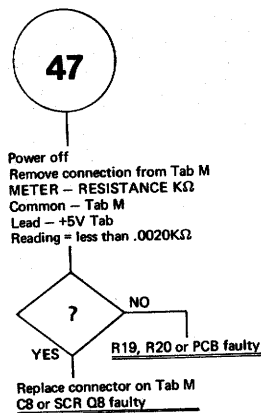 47
Power off
Remove connection from Tab M
METER – RESISTANCE KΩ
Common – Tab M
Lead – +5V Tab
Reading = less than .0020KΩ
?
NO
R19, R20 or PCB faulty
YES
Replace connector on Tab M
C8 or SCR Q8 faulty